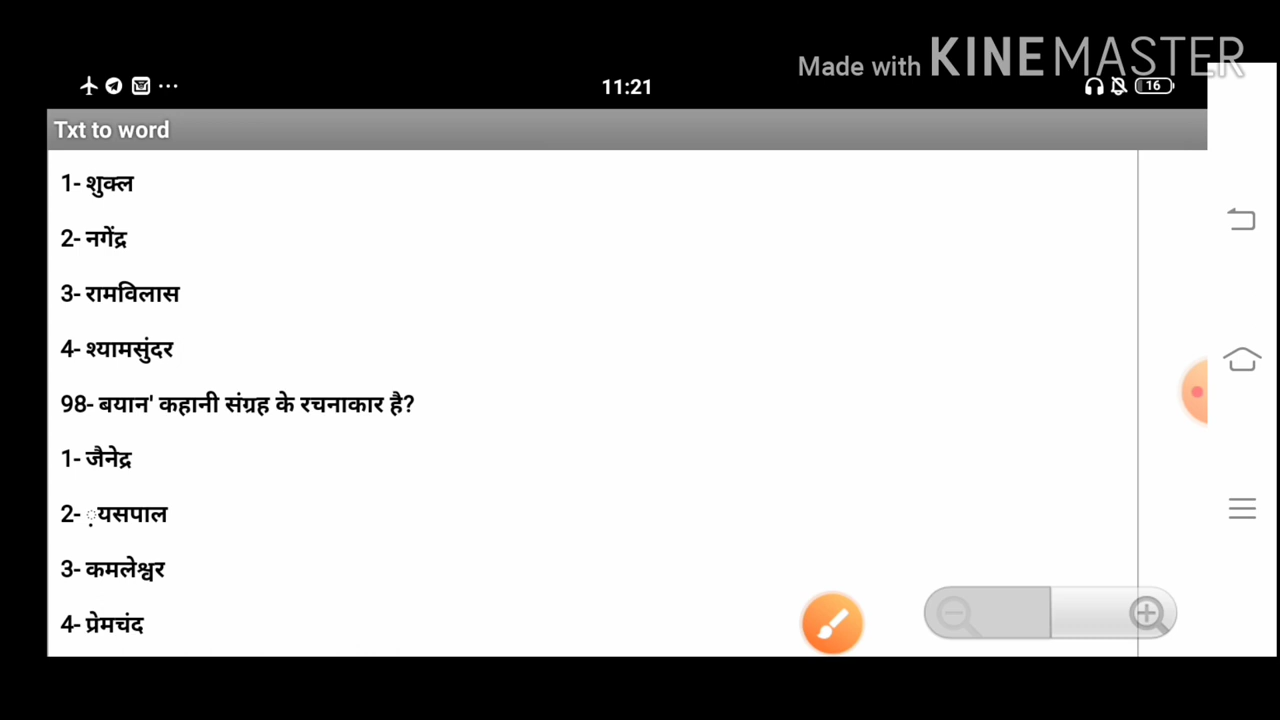 Made with KINEMASTER
11:21
16
Txt to word
1- शुक्ल
2- नगेंद्र
3- रामविलास
4- श्यामसुंदर
98- बयान' कहानी संग्रह के रचनाकार है?
1- जैनेद्र
2- ़यसपाल
3- कमलेश्वर
4- प्रेमचंद